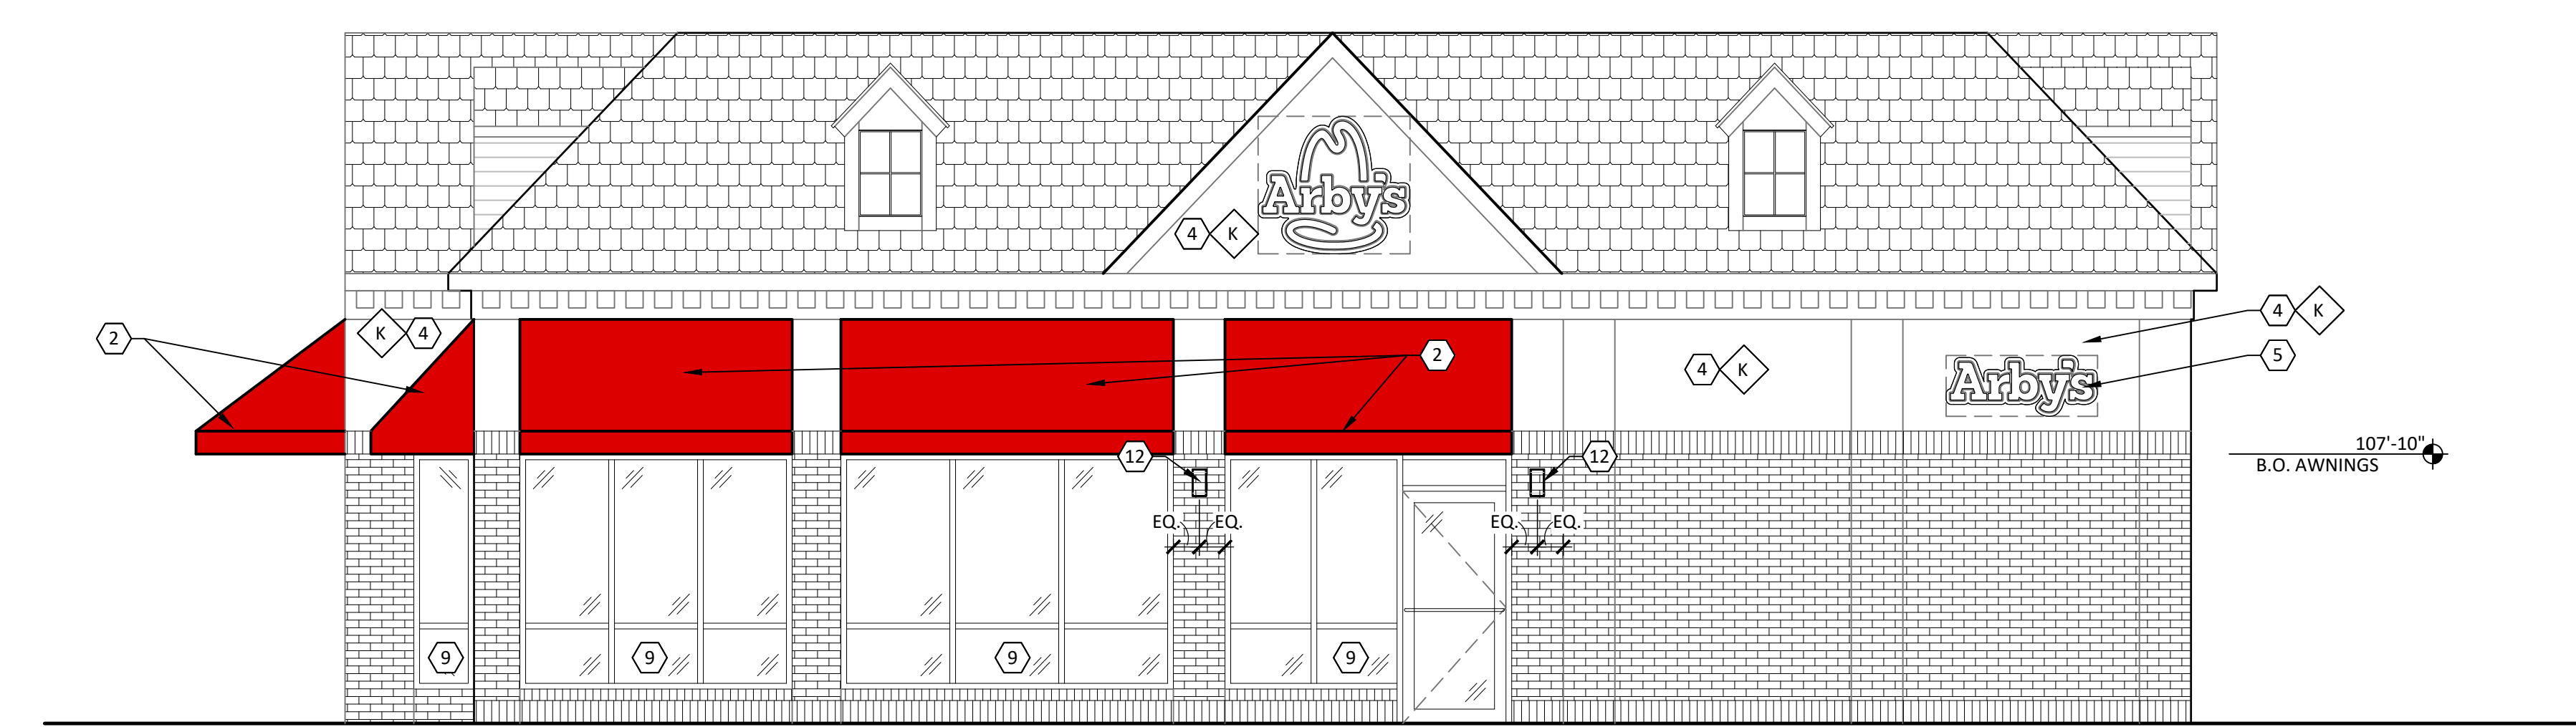 Arby's
4 K
K 4
2
2
4 K
4 K
5
Arby's
107'-10"
B.O. AWNINGS
12
12
EQ. EQ.
EQ. EQ.
9
9
9
9